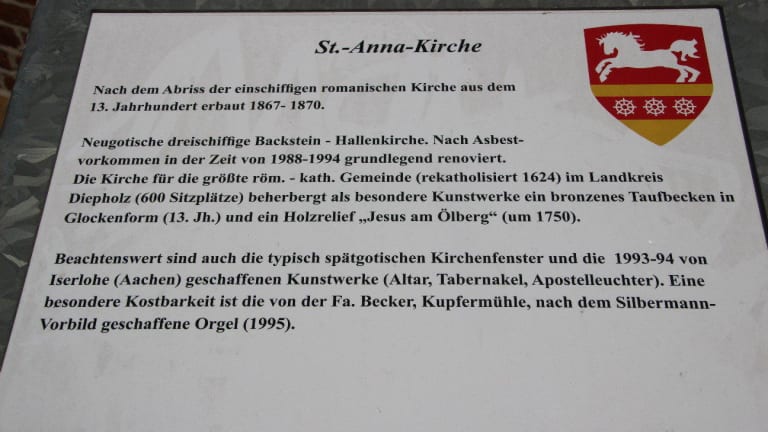 St.-Anna-Kirche
Nach dem Abriss der einschiffigen romanischen Kirche aus dem
13. Jahrhundert erbaut 1867- 1870.
Neugotische dreischiffige Backstein - Hallenkirche. Nach Asbest-
vorkommen in der Zeit von 1988-1994 grundlegend renoviert.
Die Kirche für die größte röm. - kath. Gemeinde (rekatholisiert 1624) im Landkreis
Diepholz (600 Sitzplätze) beherbergt als besondere Kunstwerke ein bronzenes Taufbecken in
Glockenform (13. Jh.) und ein Holzrelief „Jesus am Ölberg“ (um 1750).
Beachtenswert sind auch die typisch spätgotischen Kirchenfenster und die 1993-94 von
Iserlohe (Aachen) geschaffenen Kunstwerke (Altar, Tabernakel, Apostelleuchter). Eine
besondere Kostbarkeit ist die von der Fa. Becker, Kupfermühle, nach dem Silbermann-
Vorbild geschaffene Orgel (1995).